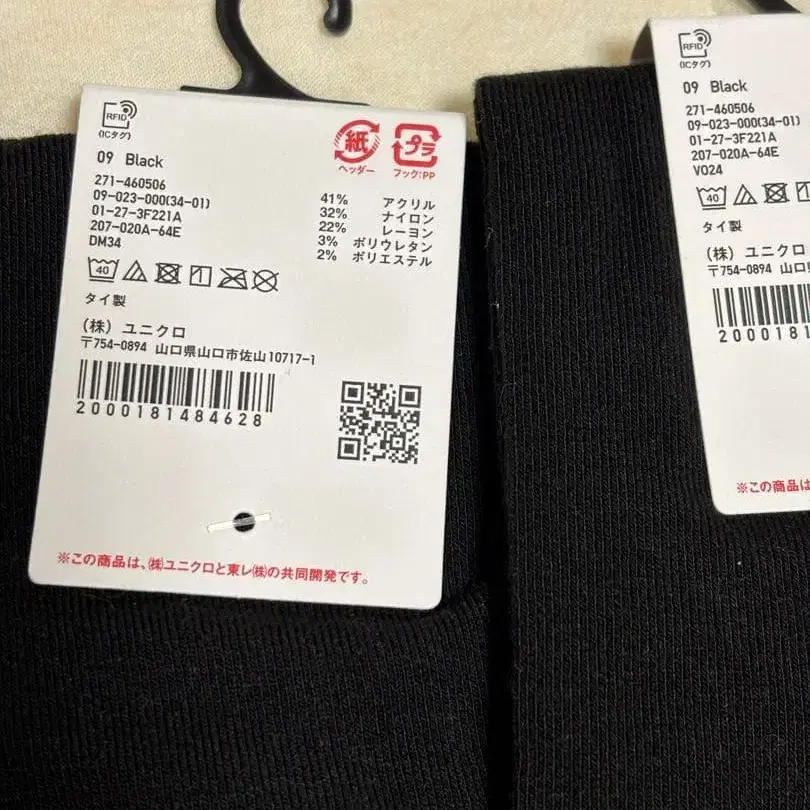 RFID
(ICタグ)
紙
ヘッダー
プラ
フック:PP
09 Black
271-460506
09-023-000(34-01)
01-27-3F221A
207-020A-64E
DM34
41% アクリル
32% ナイロン
22% レーヨン
3% ポリウレタン
2% ポリエステル
40
タイ製
(株) ユニクロ
〒754-0894 山口県山口市佐山10717-1
2000181484628
※この商品は、㈱ユニクロと東レ㈱の共同開発です。
RFID
(ICタグ)
09 Black
271-460506
09-023-000(34-01)
01-27-3F221A
207-020A-64E
VO24
40
タイ製
(株) ユニクロ
〒754-0894 山口
2000181
※この商品は